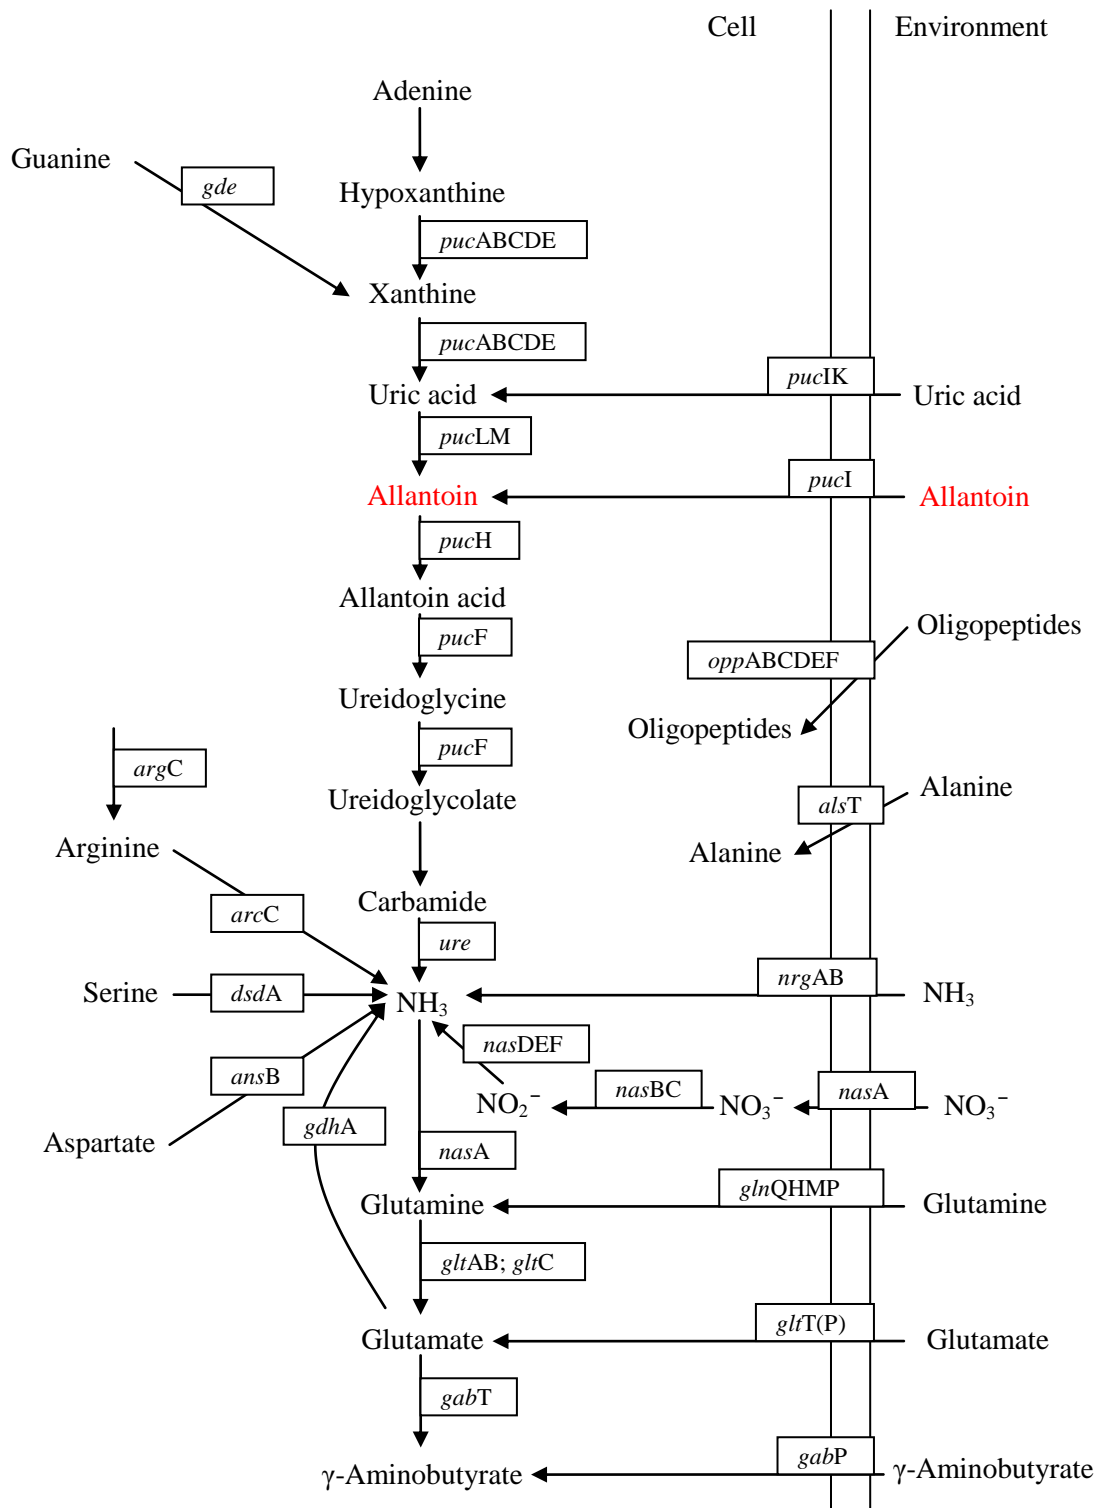 Cell Environment
Adenine
Guanine
gde
Hypoxanthine
pucABCDE
Xanthine
pucABCDE
pucIK
Uric acid Uric acid
pucLM
pucI
Allantoin Allantoin
pucH
Allantoin acid
Oligopeptides
pucF
oppABCDEF
Ureidoglycine
Oligopeptides
pucF
argC
Alanine
Ureidoglycolate
alsT
Arginine
Alanine
Carbamide
arcC
ure
nrgAB
Serine dsdA NH₃ NH₃
nasDEF
ansB
nasBC nasA
NO₂⁻ NO₃⁻ NO₃⁻
gdhA
Aspartate
nasA
glnQHMP
Glutamine Glutamine
gltAB; gltC
gltT(P)
Glutamate Glutamate
gabT
gabP
γ-Aminobutyrate γ-Aminobutyrate